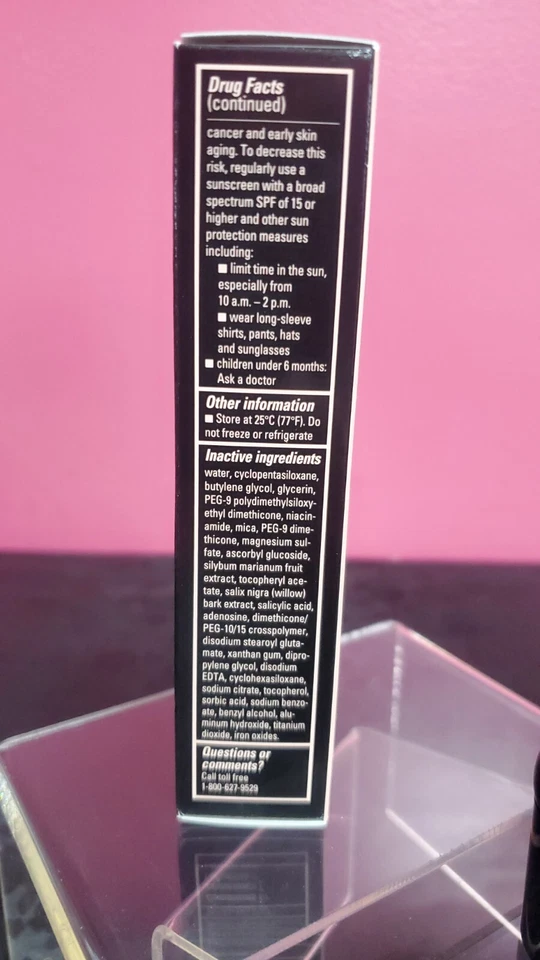 Drug Facts
(continued)
cancer and early skin
aging. To decrease this
risk, regularly use a
sunscreen with a broad
spectrum SPF of 15 or
higher and other sun
protection measures
including:
■ limit time in the sun,
especially from
10 a.m. – 2 p.m.
■ wear long-sleeve
shirts, pants, hats
and sunglasses
■ children under 6 months:
Ask a doctor
Other information
■ Store at 25°C (77°F). Do
not freeze or refrigerate
Inactive ingredients
water, cyclopentasiloxane,
butylene glycol, glycerin,
PEG-9 polydimethylsiloxy-
ethyl dimethicone, niacin-
amide, mica, PEG-9 dime-
thicone, magnesium sul-
fate, ascorbyl glucoside,
silybum marianum fruit
extract, tocopheryl ace-
tate, salix nigra (willow)
bark extract, salicylic acid,
adenosine, dimethicone/
PEG-10/15 crosspolymer,
disodium stearoyl gluta-
mate, xanthan gum, dipro-
pylene glycol, disodium
EDTA, cyclohexasiloxane,
sodium citrate, tocopherol,
sorbic acid, sodium benzo-
ate, benzyl alcohol, alu-
minum hydroxide, titanium
dioxide, iron oxides.
Questions or
comments?
Call toll free
1-800-627-9529